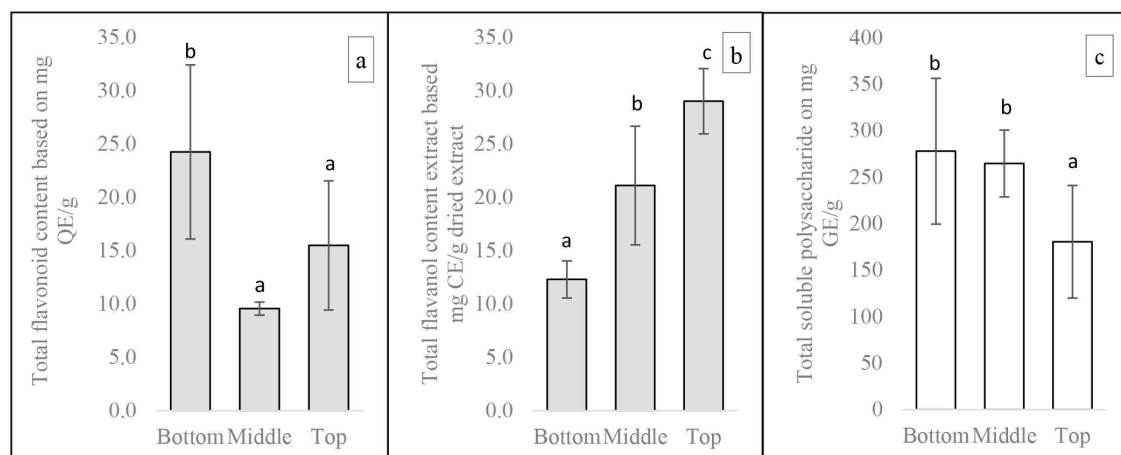 Total flavonoid content based on mg
QE/g
35.0
30.0
25.0
20.0
15.0
10.0
5.0
0.0
b
a
a
a
Bottom Middle Top
Total flavanol content extract based
mg CE/g dried extract
35.0
30.0
25.0
20.0
15.0
10.0
5.0
0.0
a
b
c
b
Bottom Middle Top
Total soluble polysaccharide on mg
GE/g
400
350
300
250
200
150
100
50
0
b
b
a
c
Bottom Middle Top